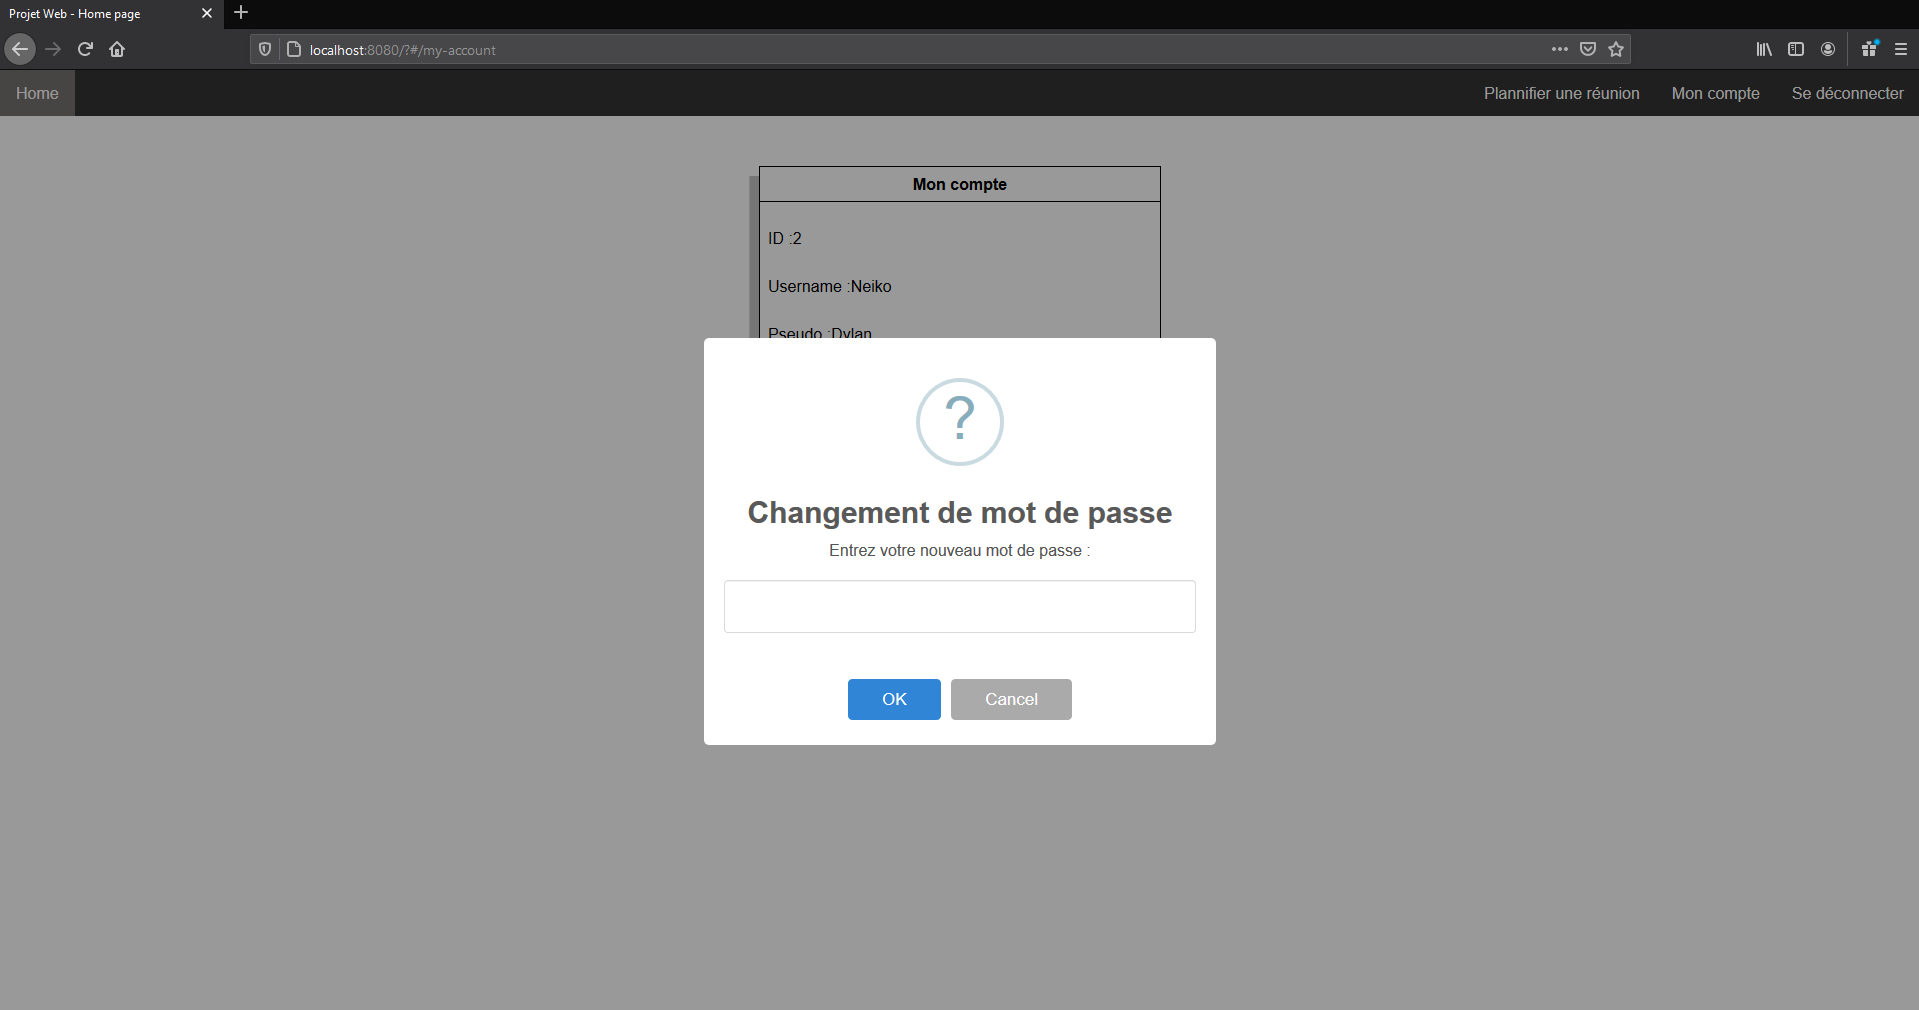 Projet Web - Home page
localhost:8080/?#/my-account
Home
Plannifier une réunion
Mon compte
Se déconnecter
Mon compte
ID :2
Username :Neiko
Pseudo :Dylan
?
Changement de mot de passe
Entrez votre nouveau mot de passe :
OK
Cancel